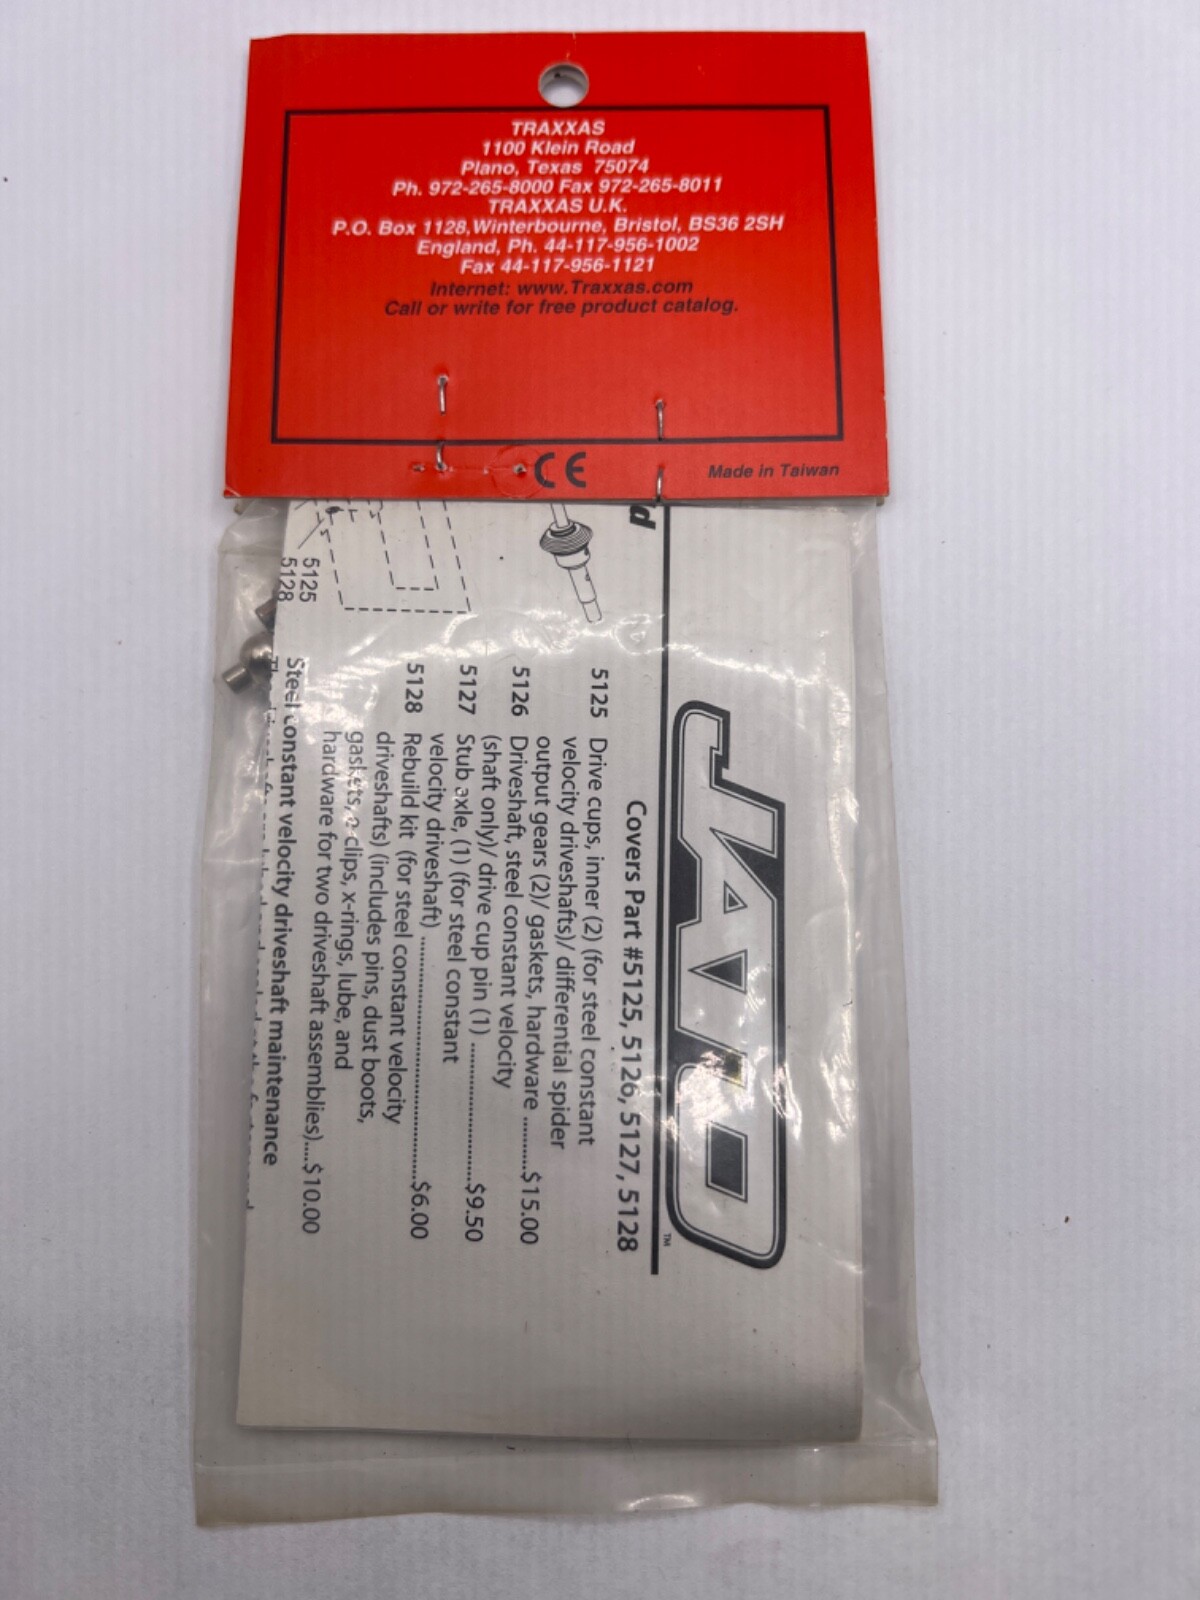 TRAXXAS
1100 Klein Road
Plano, Texas 75074
Ph. 972-265-8000 Fax 972-265-8011
TRAXXAS U.K.
P.O. Box 1128,Winterbourne, Bristol, BS36 2SH
England, Ph. 44-117-956-1002
Fax 44-117-956-1121
Internet: www.Traxxas.com
Call or write for free product catalog.
CE
Made in Taiwan
JATO
TM
Covers Part #5125, 5126, 5127, 5128
5125 Drive cups, inner (2) (for steel constant
velocity driveshafts)/ differential spider
output gears (2)/ gaskets, hardware ..........$15.00
5126 Driveshaft, steel constant velocity
(shaft only)/ drive cup pin (1) ........................$9.50
5127 Stub axle, (1) (for steel constant
velocity driveshaft) ..........................................$6.00
5128 Rebuild kit (for steel constant velocity
driveshafts) (includes pins, dust boots,
gaskets, e-clips, x-rings, lube, and
hardware for two driveshaft assemblies)....$10.00
Steel constant velocity driveshaft maintenance
5125
5128